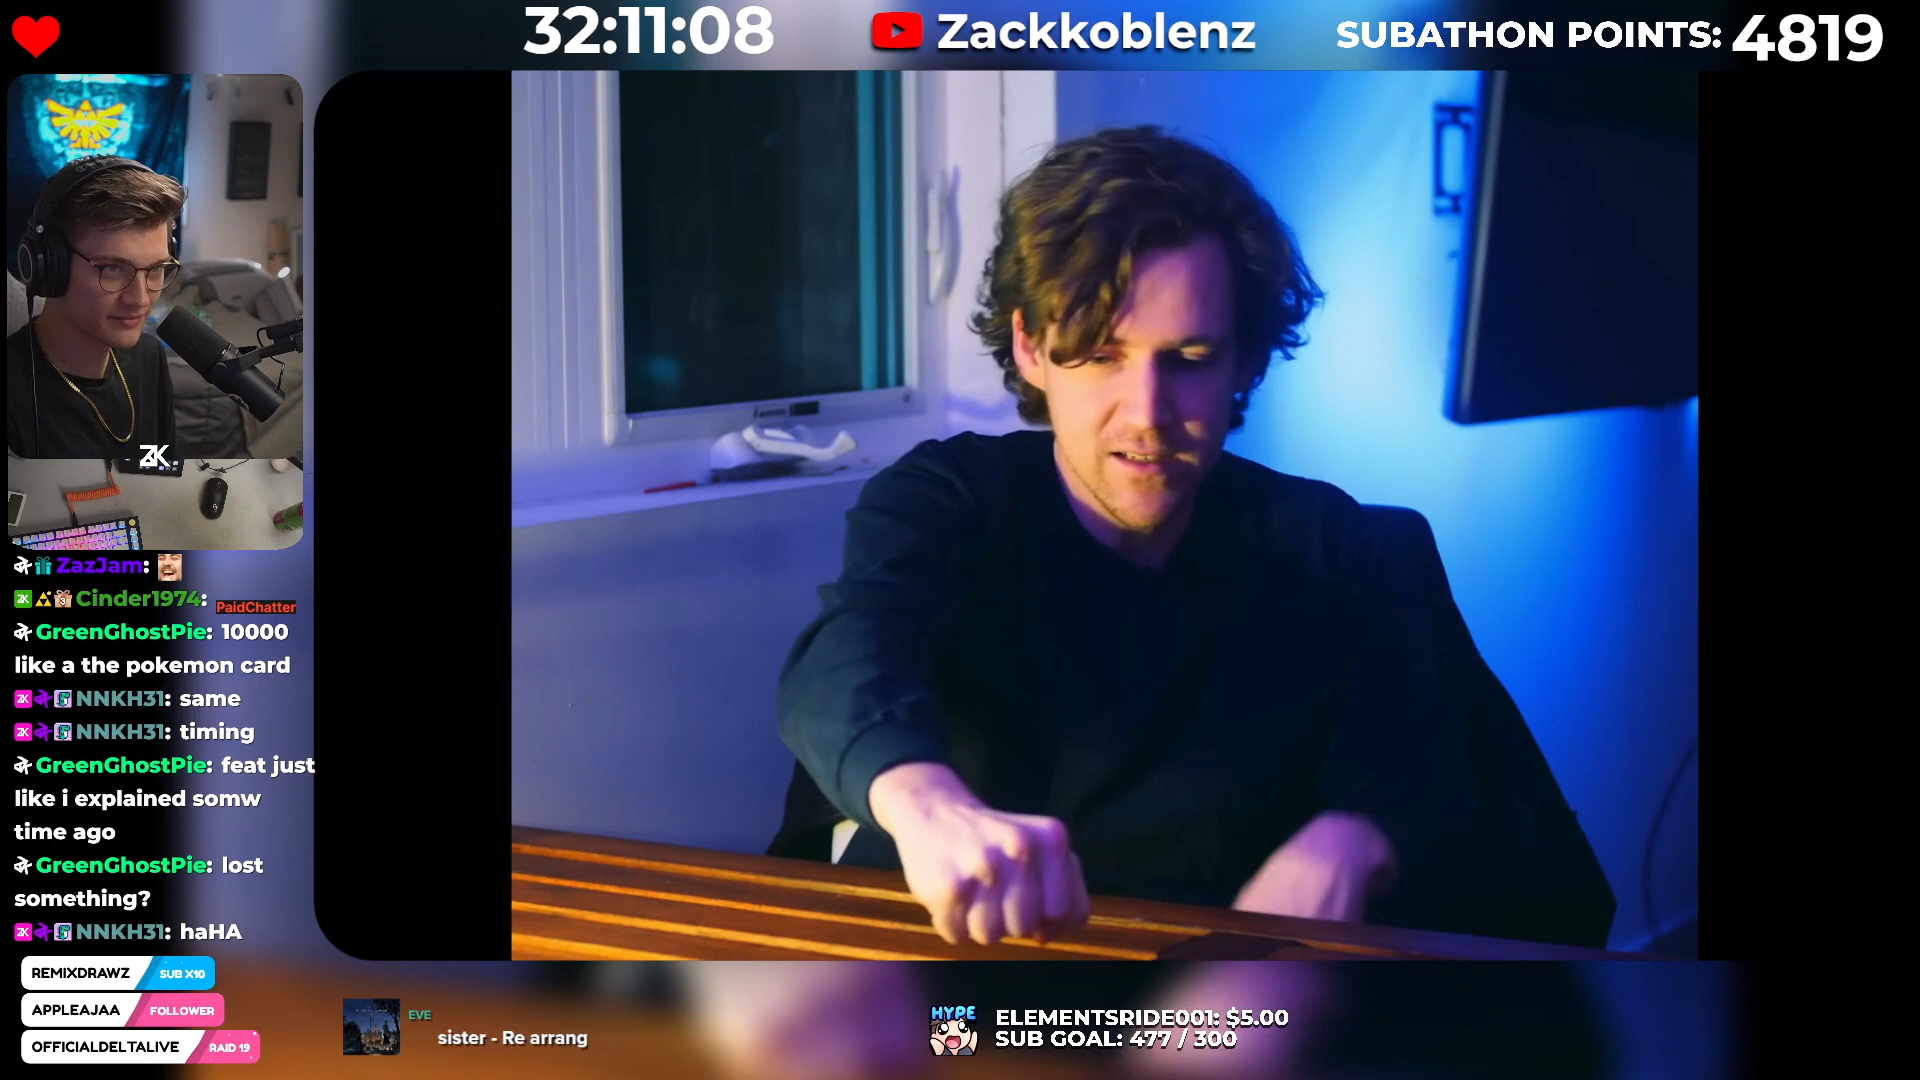 32:11:08
Zackkoblenz
SUBATHON POINTS: 4819
ZK
ZazJam:
Cinder1974: PaidChatter
GreenGhostPie: 10000
like a the pokemon card
NNKH31: same
NNKH31: timing
GreenGhostPie: feat just
like i explained somw
time ago
GreenGhostPie: lost
something?
NNKH31: haHA
REMIXDRAWZ SUB X10
APPLEAJAA FOLLOWER
OFFICIALDELTALIVE RAID 19
EVE
sister - Re arrang
HYPE
ELEMENTSRIDE001: $5.00
SUB GOAL: 477 / 300